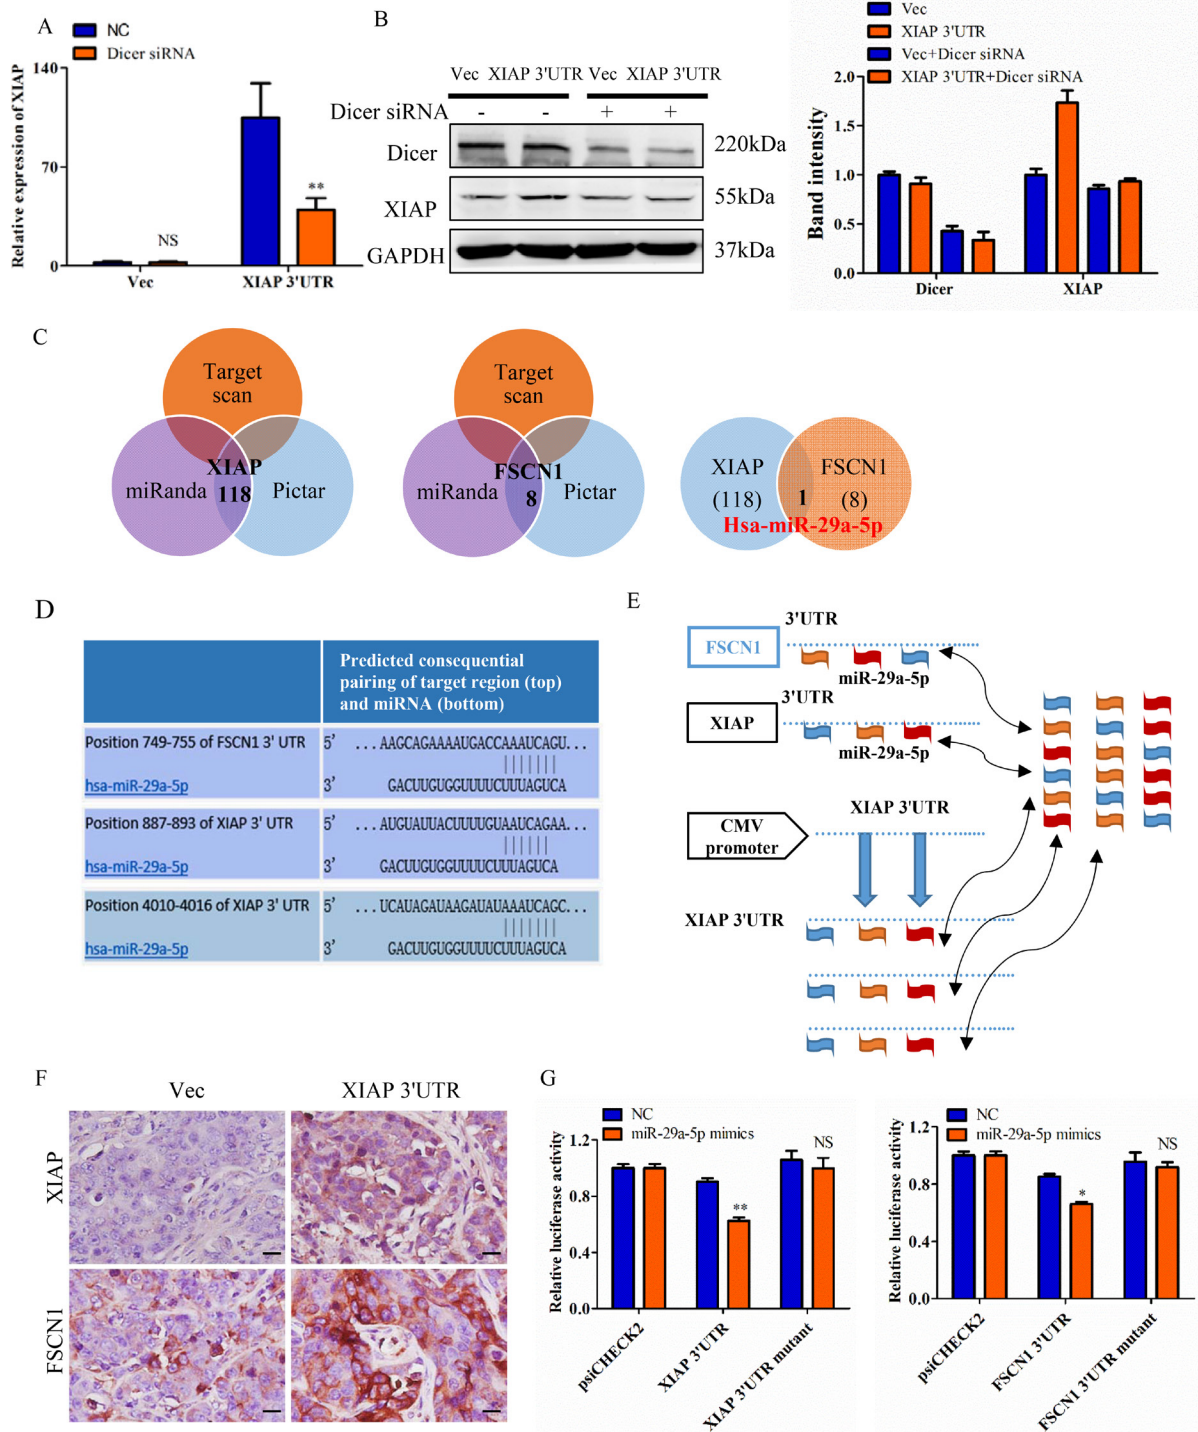 A
NC
Dicer siRNA
Relative expression of XIAP
140
70
0
NS
**
Vec
XIAP 3'UTR
B
Vec XIAP 3'UTR Vec XIAP 3'UTR
Dicer siRNA - - + +
Dicer
220kDa
XIAP
55kDa
GAPDH
37kDa
Vec
XIAP 3'UTR
Vec+Dicer siRNA
XIAP 3'UTR+Dicer siRNA
Band intensity
2.0
1.5
1.0
0.5
0.0
Dicer
XIAP
C
Target
scan
XIAP
miRanda
118
Pictar
Target
scan
FSCN1
miRanda
8
Pictar
XIAP
FSCN1
(118)
1
(8)
Hsa-miR-29a-5p
D
Predicted consequential
pairing of target region (top)
and miRNA (bottom)
Position 749-755 of FSCN1 3' UTR
5' ...AAGCAGAAAAUGACCAAAUCAGU...
hsa-miR-29a-5p
3' GACUUGUGGUUUUCUUUAGUCA
Position 887-893 of XIAP 3' UTR
5' ...AUGUAUUACUUUUGUAAUCAGAA...
hsa-miR-29a-5p
3' GACUUGUGGUUUCUUUAGUCA
Position 4010-4016 of XIAP 3' UTR
5' ...UCAUAGAUAAGAUAUAAAUCAGC...
hsa-miR-29a-5p
3' GACUUGUGGUUUUCUUUAGUCA
E
3'UTR
FSCN1
miR-29a-5p
3'UTR
XIAP
miR-29a-5p
XIAP 3'UTR
CMV
promoter
XIAP 3'UTR
F
Vec
XIAP 3'UTR
XIAP
FSCN1
G
NC
miR-29a-5p mimics
Relative luciferase activity
1.2
0.8
0.4
0.0
**
NS
psiCHECK2
XIAP 3'UTR
XIAP 3'UTR mutant
NC
miR-29a-5p mimics
Relative luciferase activity
1.2
0.8
0.4
0.0
*
NS
psiCHECK2
FSCN1 3'UTR
FSCN1 3'UTR mutant